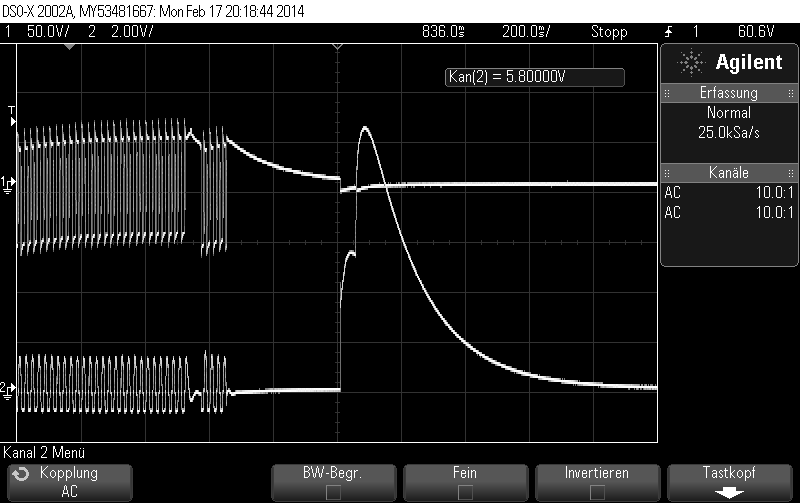 DSO-X 2002A, MY53481667: Mon Feb 17 20:18:44 2014
1 50.0V/ 2 2.00V/ 836.0ms 200.0ms/ Stopp 1 60.6V
Kan(2) = 5.80000V
T
1
2
Agilent
Erfassung
Normal
25.0kSa/s
Kanäle
AC 10.0:1
AC 10.0:1
Kanal 2 Menü
Kopplung
AC
BW-Begr.
Fein
Invertieren
Tastkopf